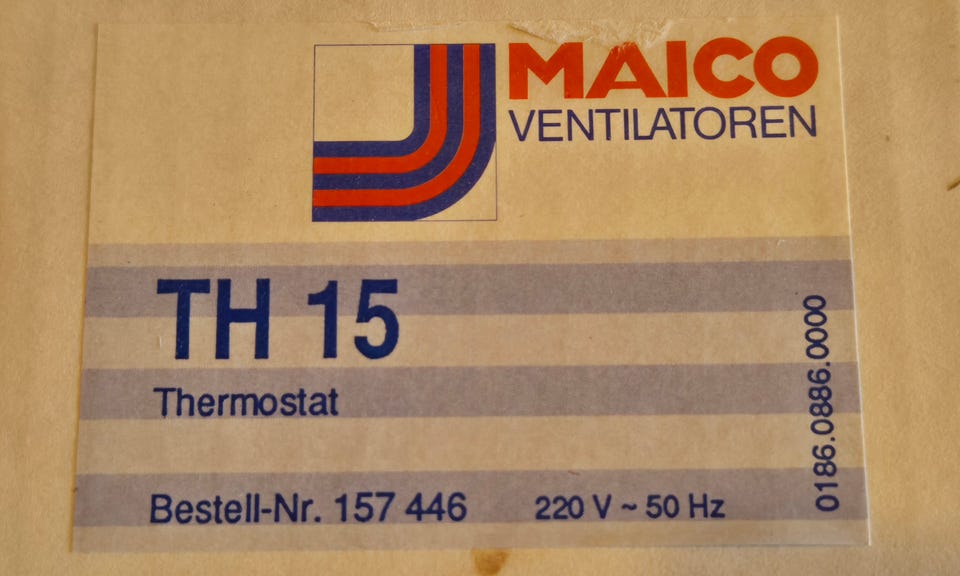 MAICO
VENTILATOREN
TH 15
Thermostat
Bestell-Nr. 157 446 220 V ~ 50 Hz
0186.0886.0000